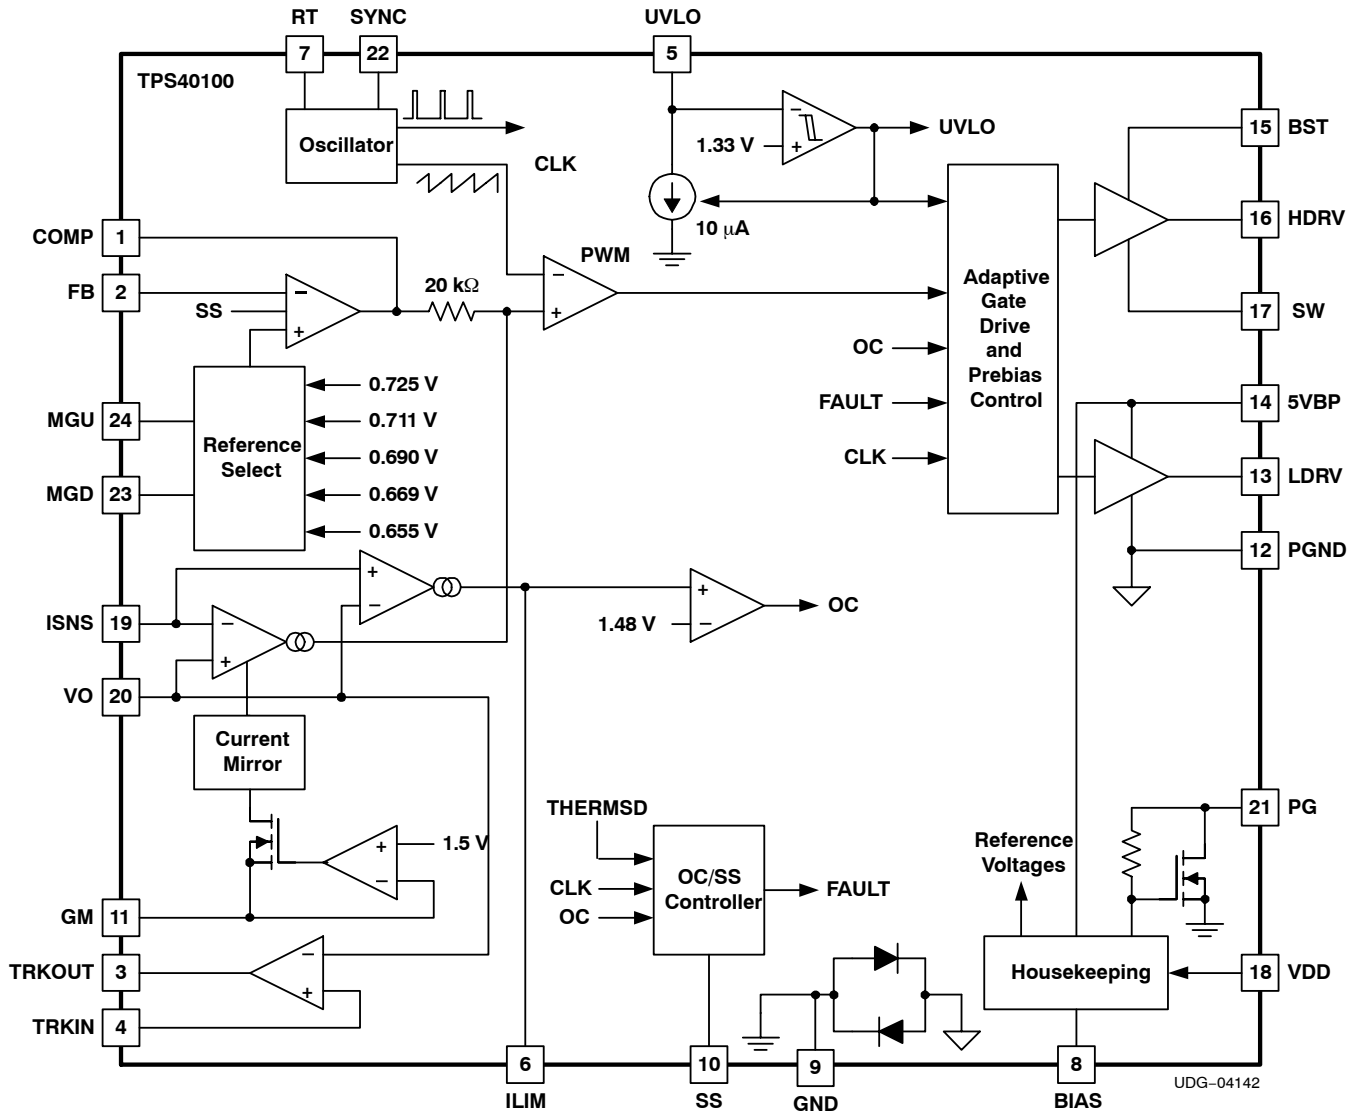 RT SYNC UVLO
7 22 5
TPS40100
Oscillator
CLK
1.33 V
−
+
UVLO
10 μA
15 BST
COMP 1
16 HDRV
PWM
−
+
FB 2
SS
−
+
20 kΩ
17 SW
Adaptive
Gate
Drive
and
Prebias
Control
OC
FAULT
CLK
0.725 V
0.711 V
0.690 V
0.669 V
0.655 V
MGU 24
Reference
Select
MGD 23
14 5VBP
13 LDRV
12 PGND
+
−
ISNS 19
−
+
+
1.48 V −
OC
VO 20
Current
Mirror
+ 1.5 V
−
GM 11
THERMSD
CLK
OC
OC/SS
Controller
FAULT
21 PG
Reference
Voltages
Housekeeping
18 VDD
TRKOUT 3
−
+
TRKIN 4
6 10 9 8
ILIM SS GND BIAS
UDG−04142